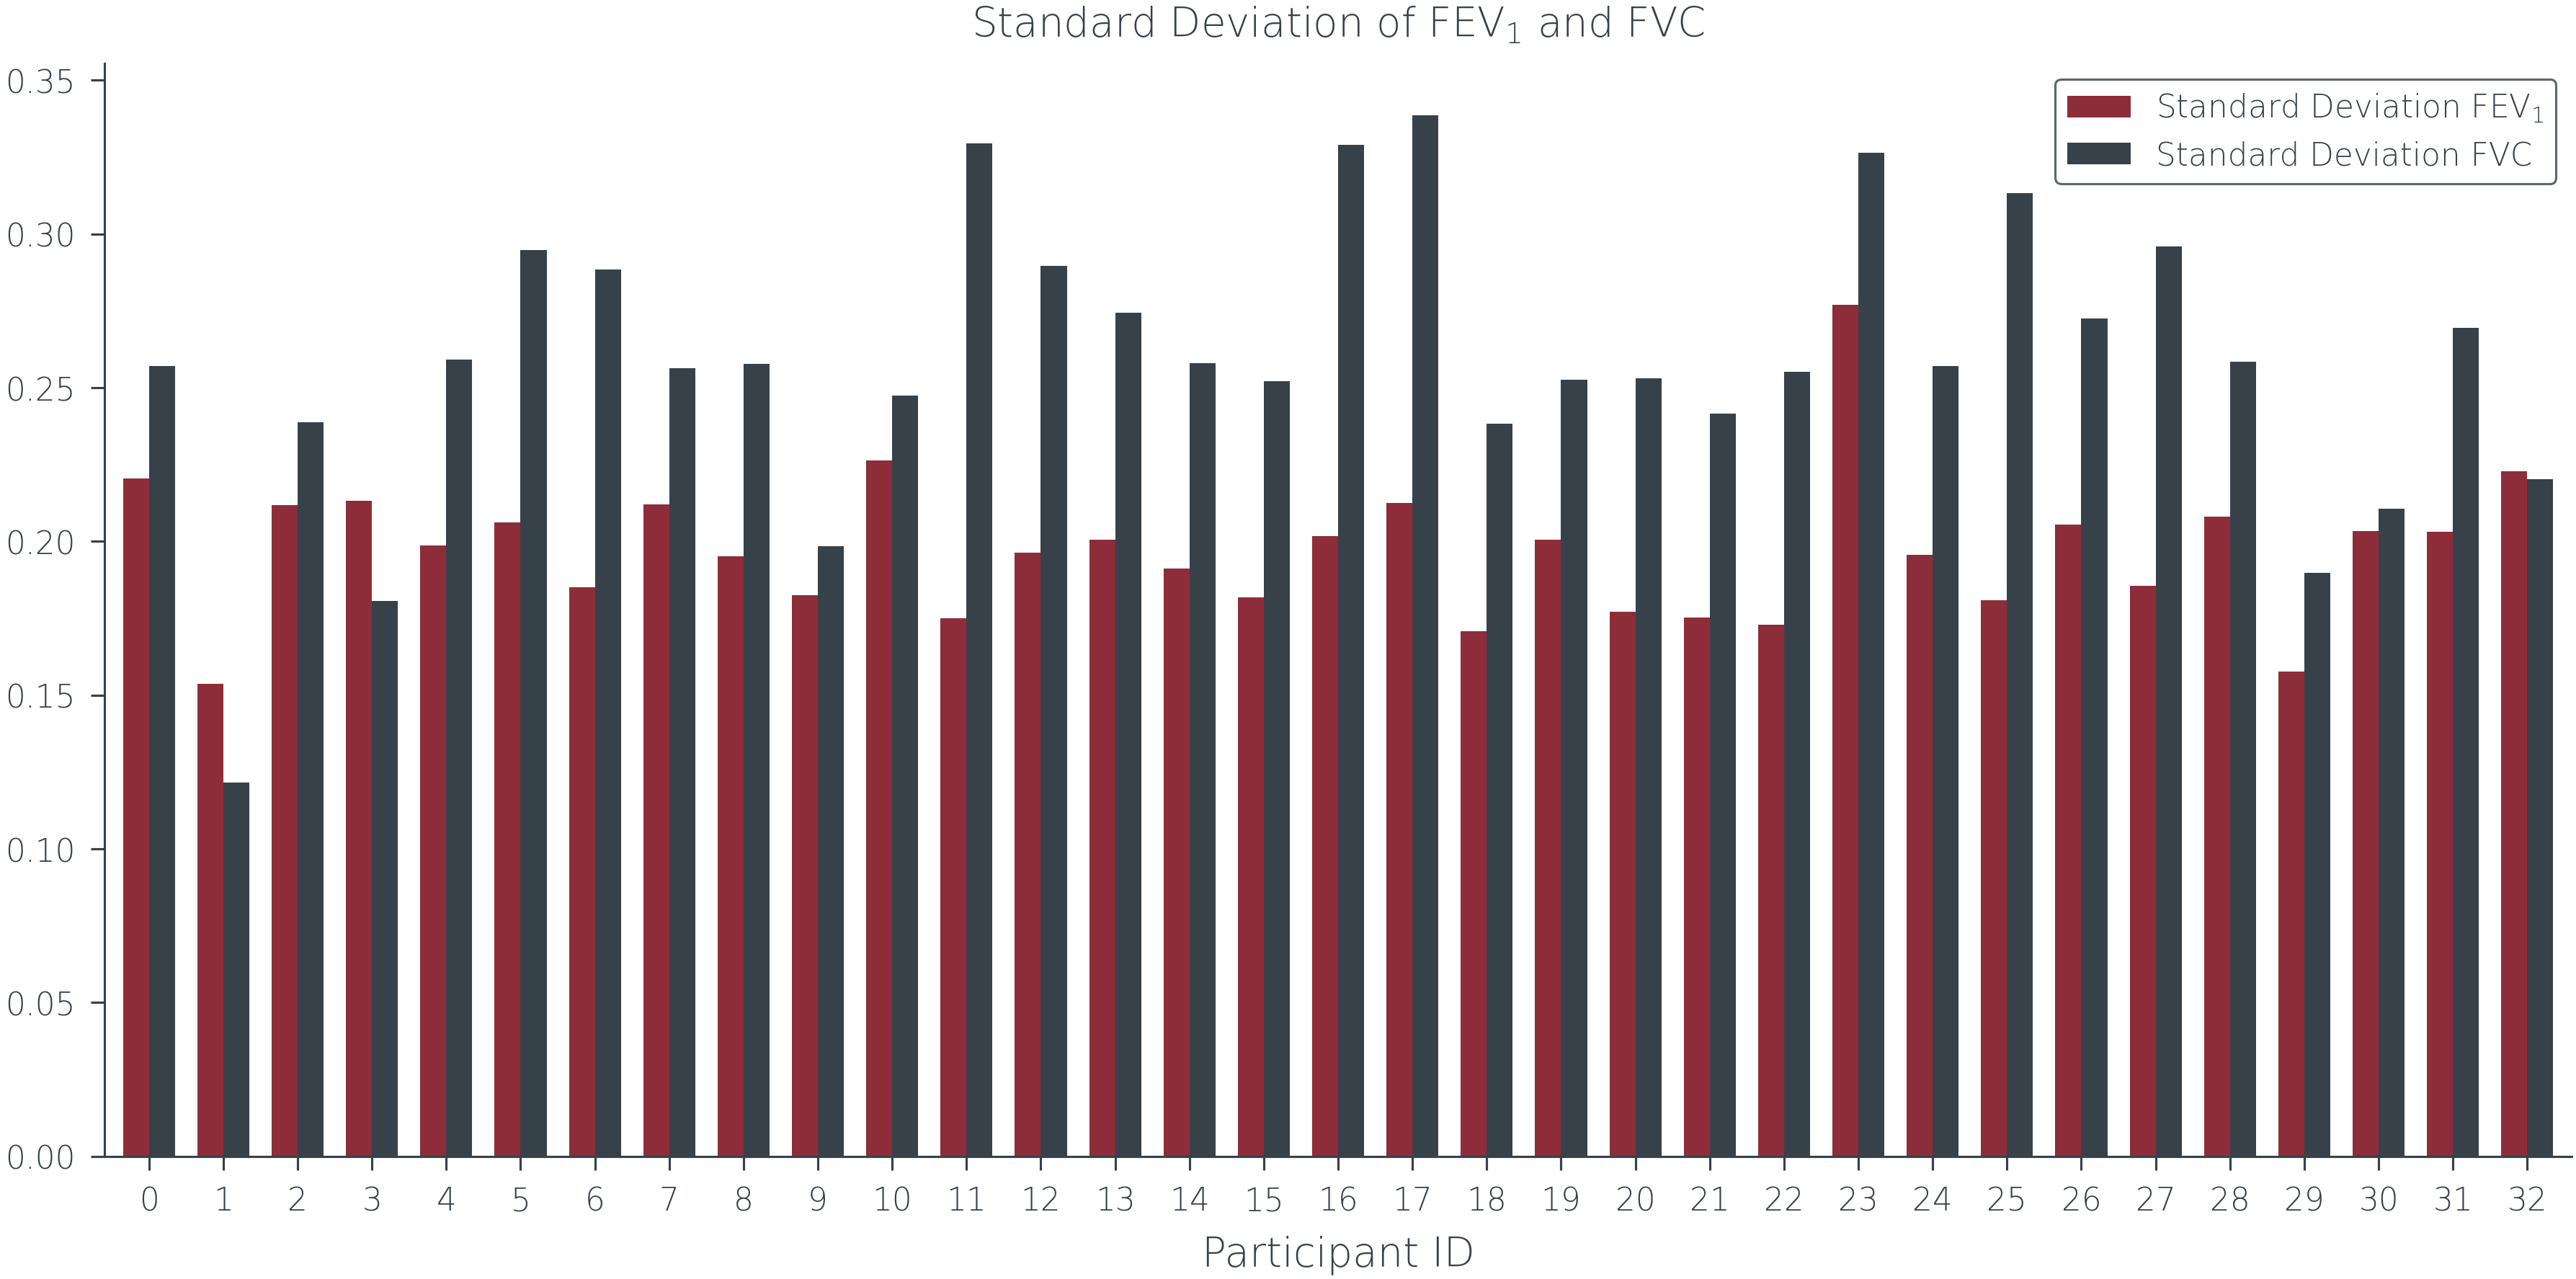 Standard Deviation of FEV₁ and FVC
0.35
0.30
0.25
0.20
0.15
0.10
0.05
0.00
Standard Deviation FEV₁
Standard Deviation FVC
0 1 2 3 4 5 6 7 8 9 10 11 12 13 14 15 16 17 18 19 20 21 22 23 24 25 26 27 28 29 30 31 32
Participant ID